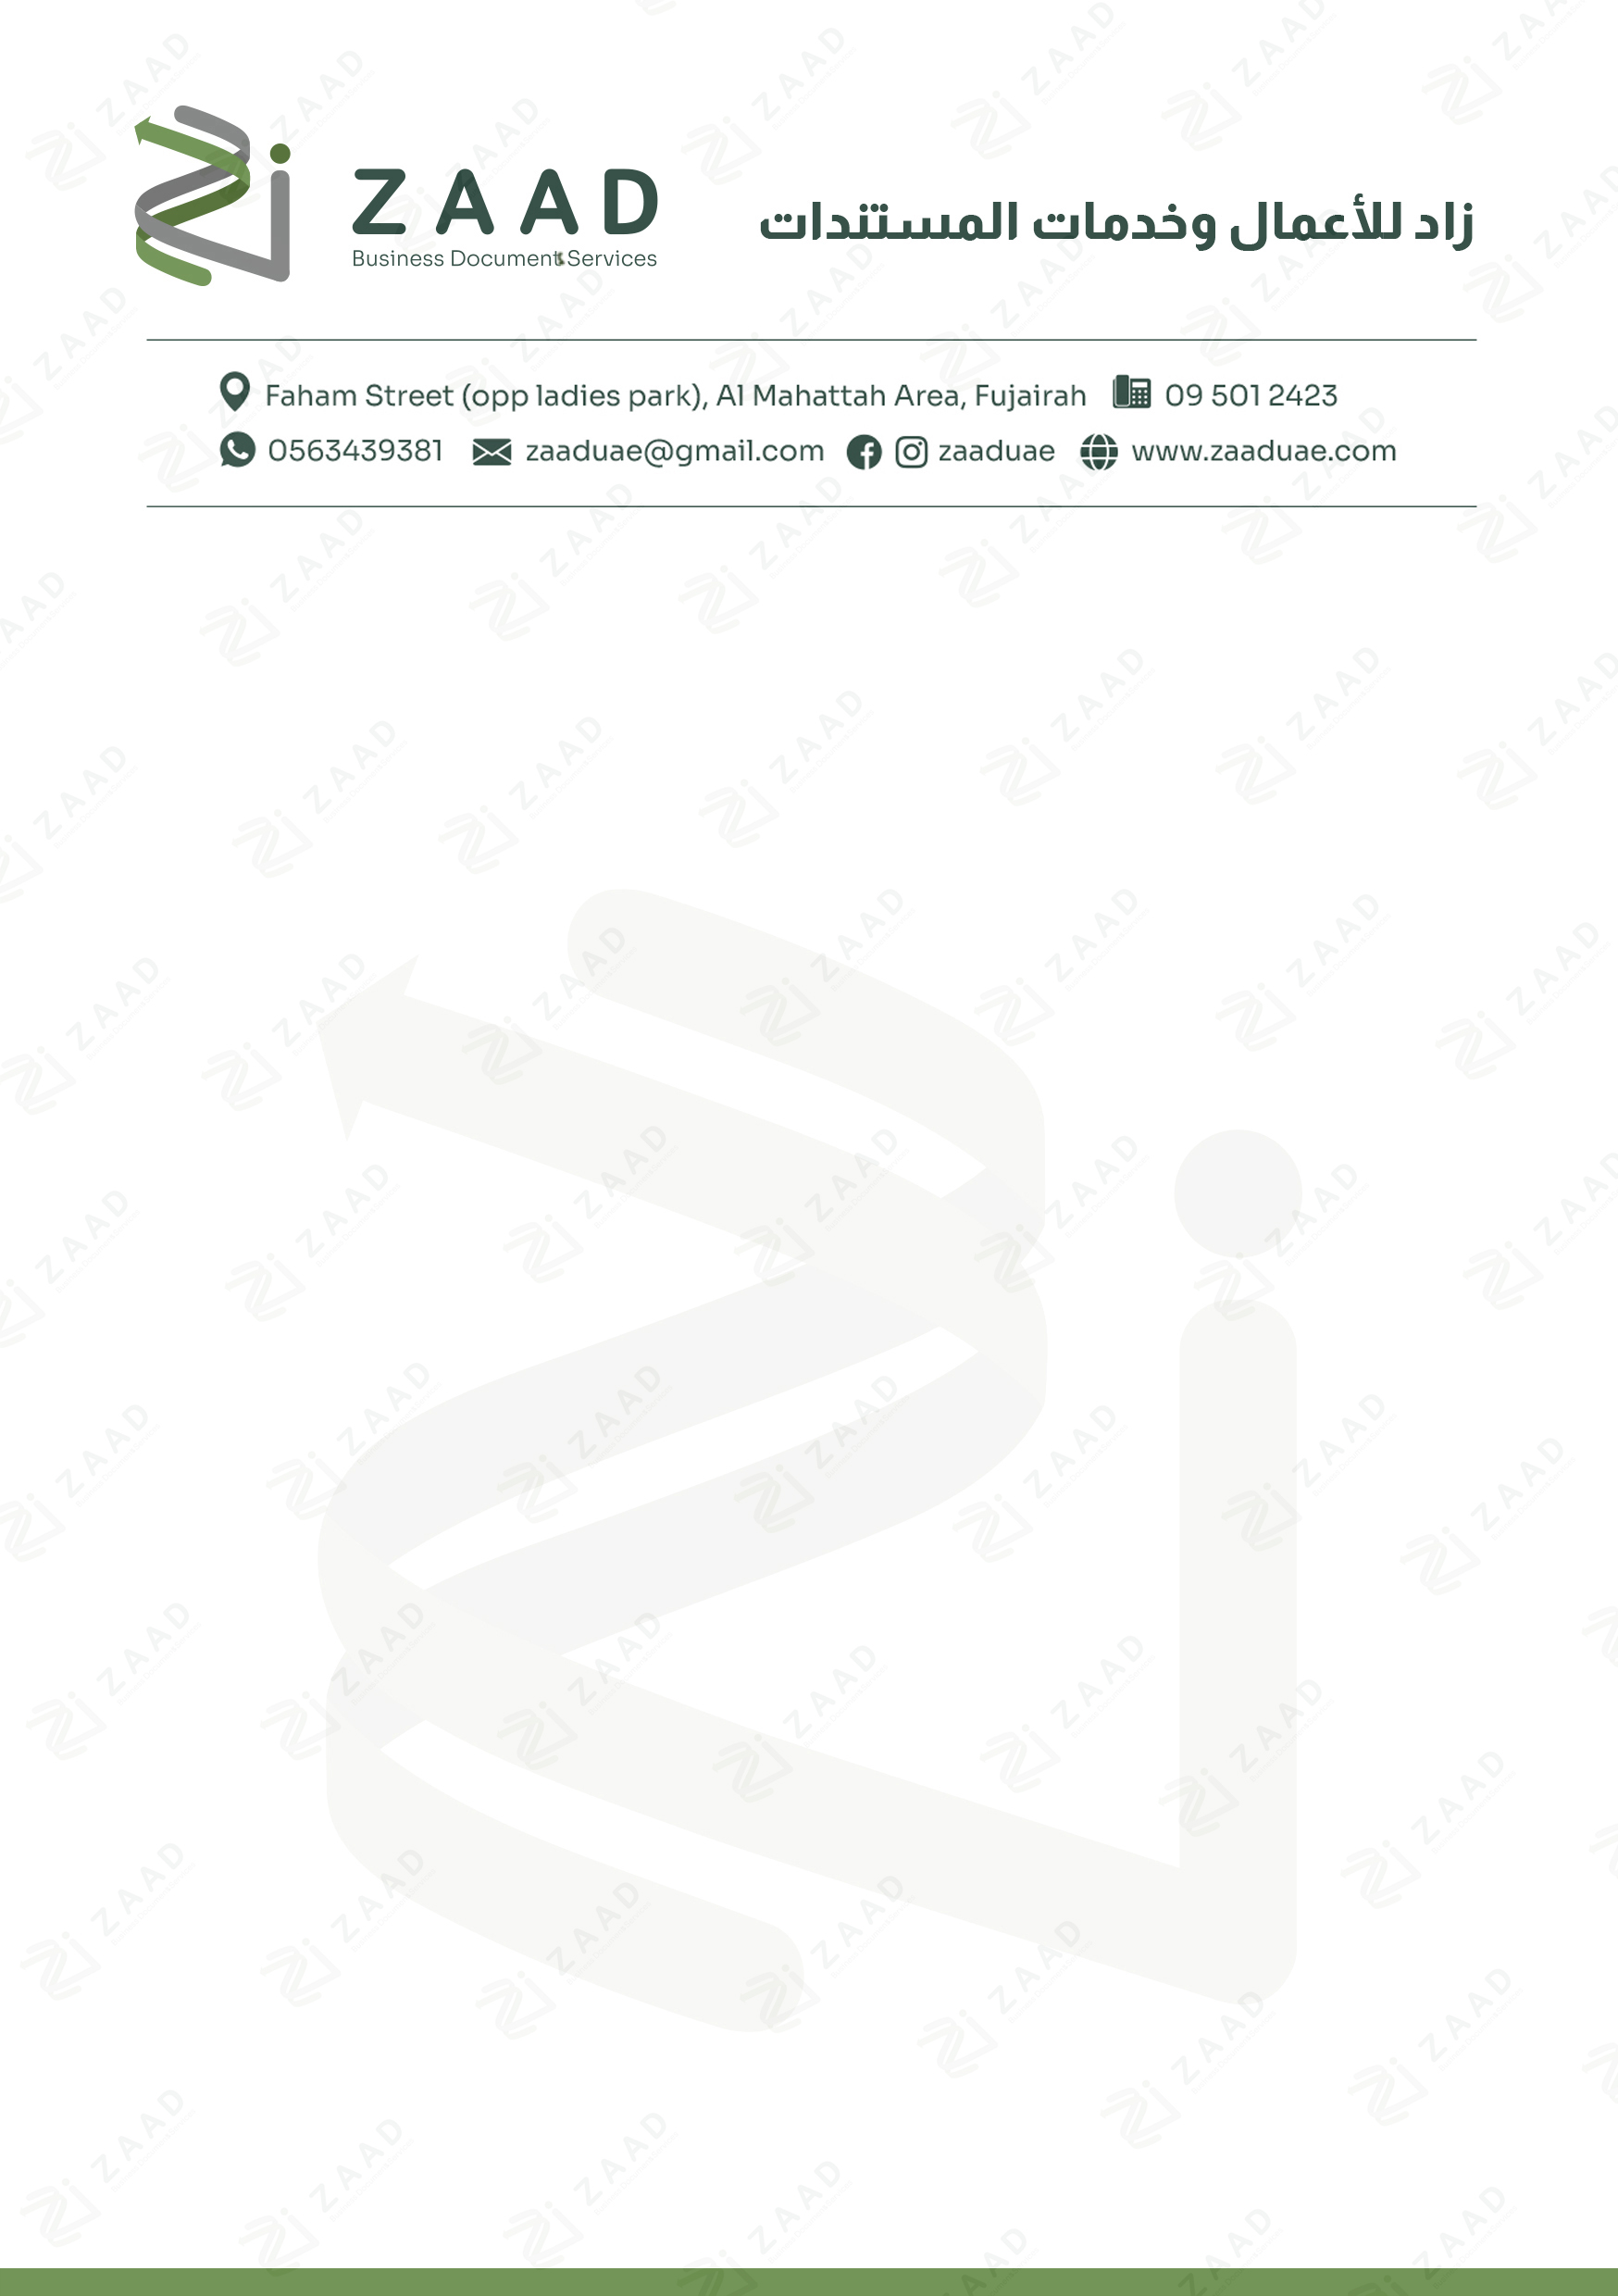 ZAAD
Business Document Services
زاد للأعمال وخدمات المستندات
Faham Street (opp ladies park), Al Mahattah Area, Fujairah 09 501 2423
0563439381 zaaduae@gmail.com zaaduae www.zaaduae.com